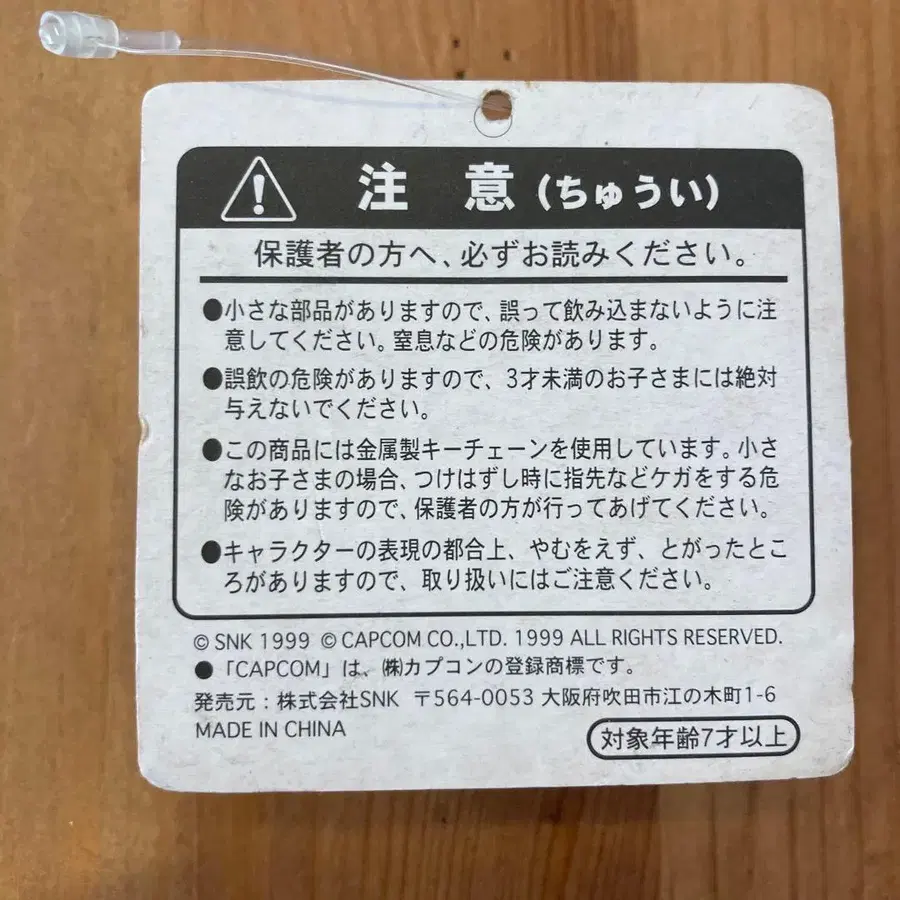 注意(ちゅうい)
保護者の方へ、必ずお読みください。
●小さな部品がありますので、誤って飲み込まないように注
意してください。窒息などの危険があります。
●誤飲の危険がありますので、3才未満のお子さまには絶対
与えないでください。
●この商品には金属製キーチェーンを使用しています。小さ
なお子さまの場合、つけはずし時に指先などケガをする危
険がありますので、保護者の方が行ってあげてください。
●キャラクターの表現の都合上、やむをえず、とがったとこ
ろがありますので、取り扱いにはご注意ください。
© SNK 1999 © CAPCOM CO.,LTD. 1999 ALL RIGHTS RESERVED.
●「CAPCOM」は、㈱カプコンの登録商標です。
発売元:株式会社SNK 〒564-0053 大阪府吹田市江の木町1-6
MADE IN CHINA
対象年齢7才以上